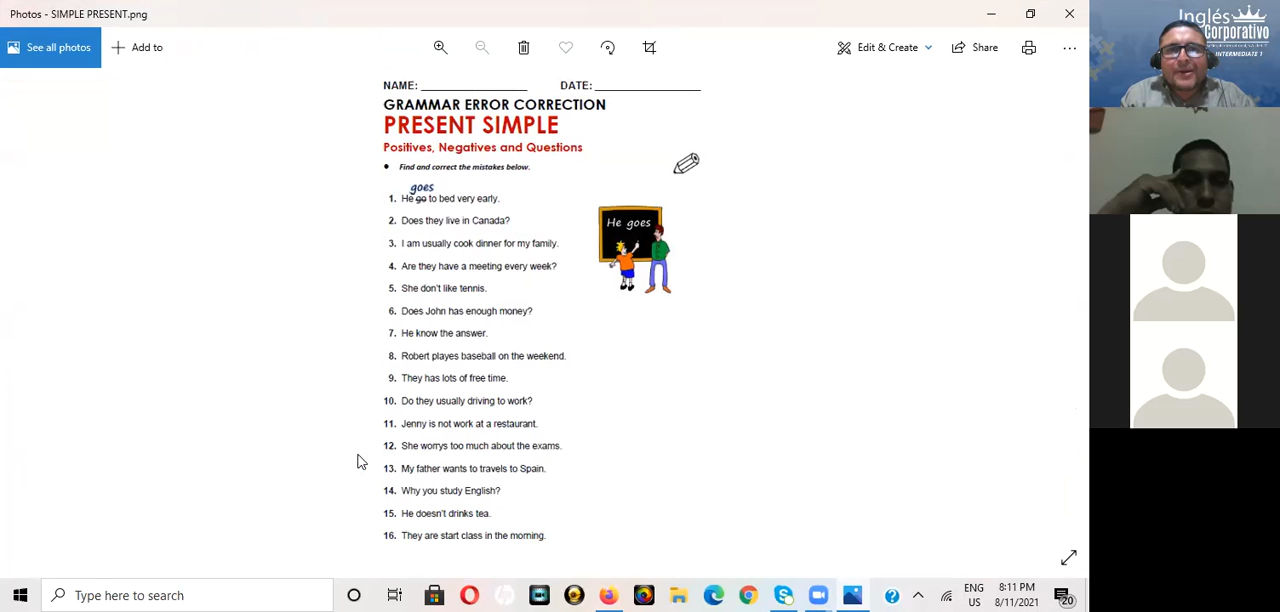 Photos - SIMPLE PRESENT.png
See all photos
Add to
Edit & Create
Share
Inglés
Corporativo
INTERMEDIATE 1
NAME: ____________________ DATE: ____________________
GRAMMAR ERROR CORRECTION
PRESENT SIMPLE
Positives, Negatives and Questions
• Find and correct the mistakes below.
goes
1. He go to bed very early.
2. Does they live in Canada?
3. I am usually cook dinner for my family.
4. Are they have a meeting every week?
5. She don't like tennis.
6. Does John has enough money?
7. He know the answer.
8. Robert playes baseball on the weekend.
9. They has lots of free time.
10. Do they usually driving to work?
11. Jenny is not work at a restaurant.
12. She worrys too much about the exams.
13. My father wants to travels to Spain.
14. Why you study English?
15. He doesn't drinks tea.
16. They are start class in the morning.
He goes
Type here to search
ENG
US
8:11 PM
8/11/2021
20